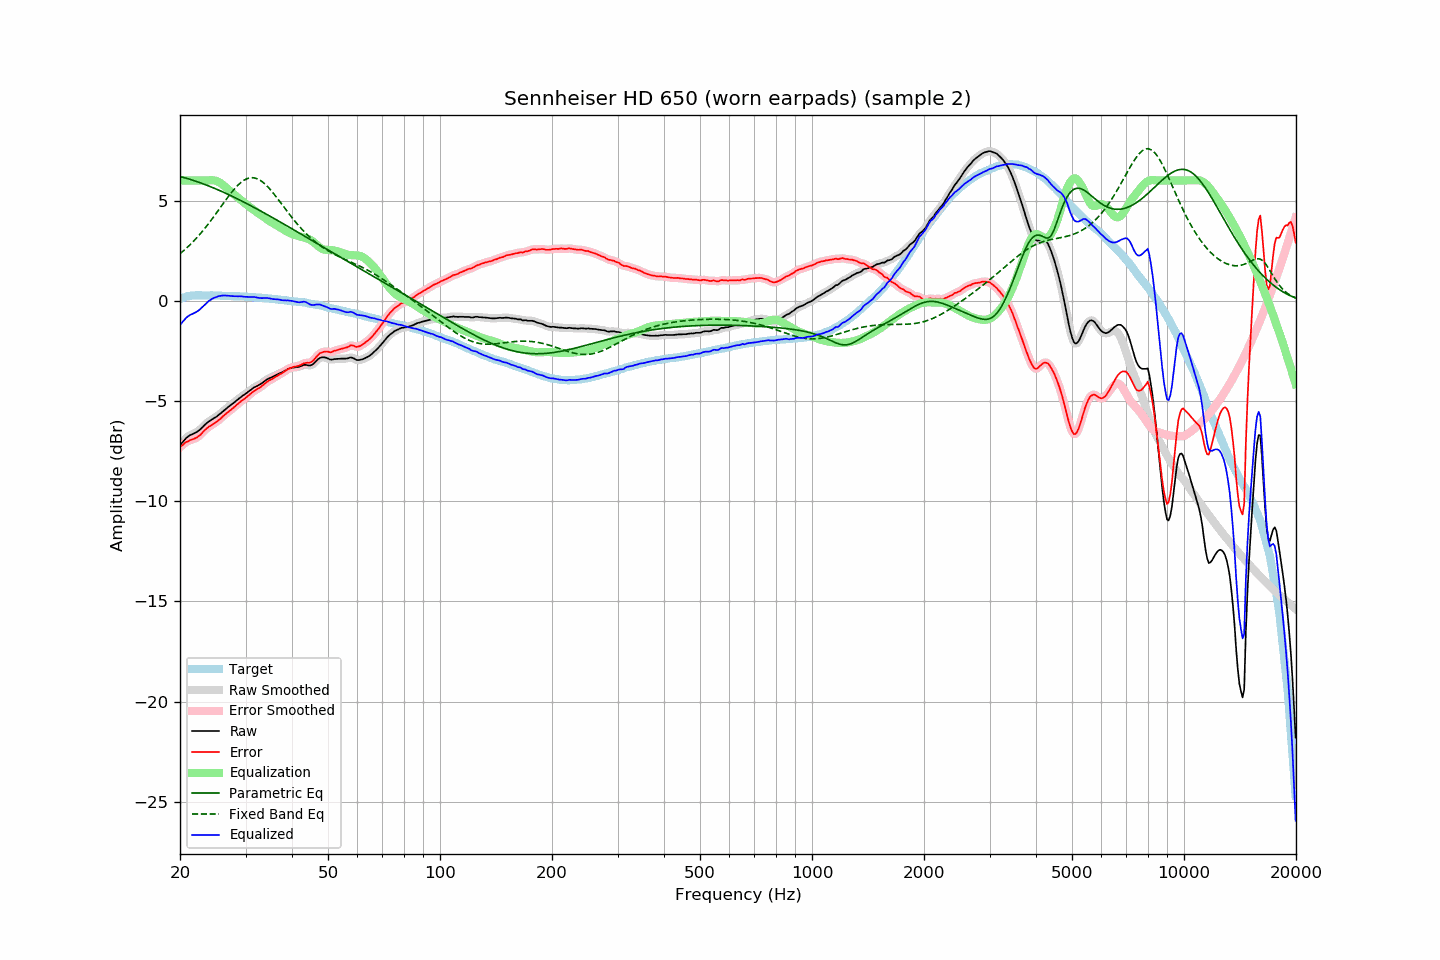 Sennheiser HD 650 (worn earpads) (sample 2)
Amplitude (dBr)
5
0
−5
−10
−15
−20
−25
Target
Raw Smoothed
Error Smoothed
Raw
Error
Equalization
Parametric Eq
Fixed Band Eq
Equalized
20 50 100 200 500 1000 2000 5000 10000 20000
Frequency (Hz)